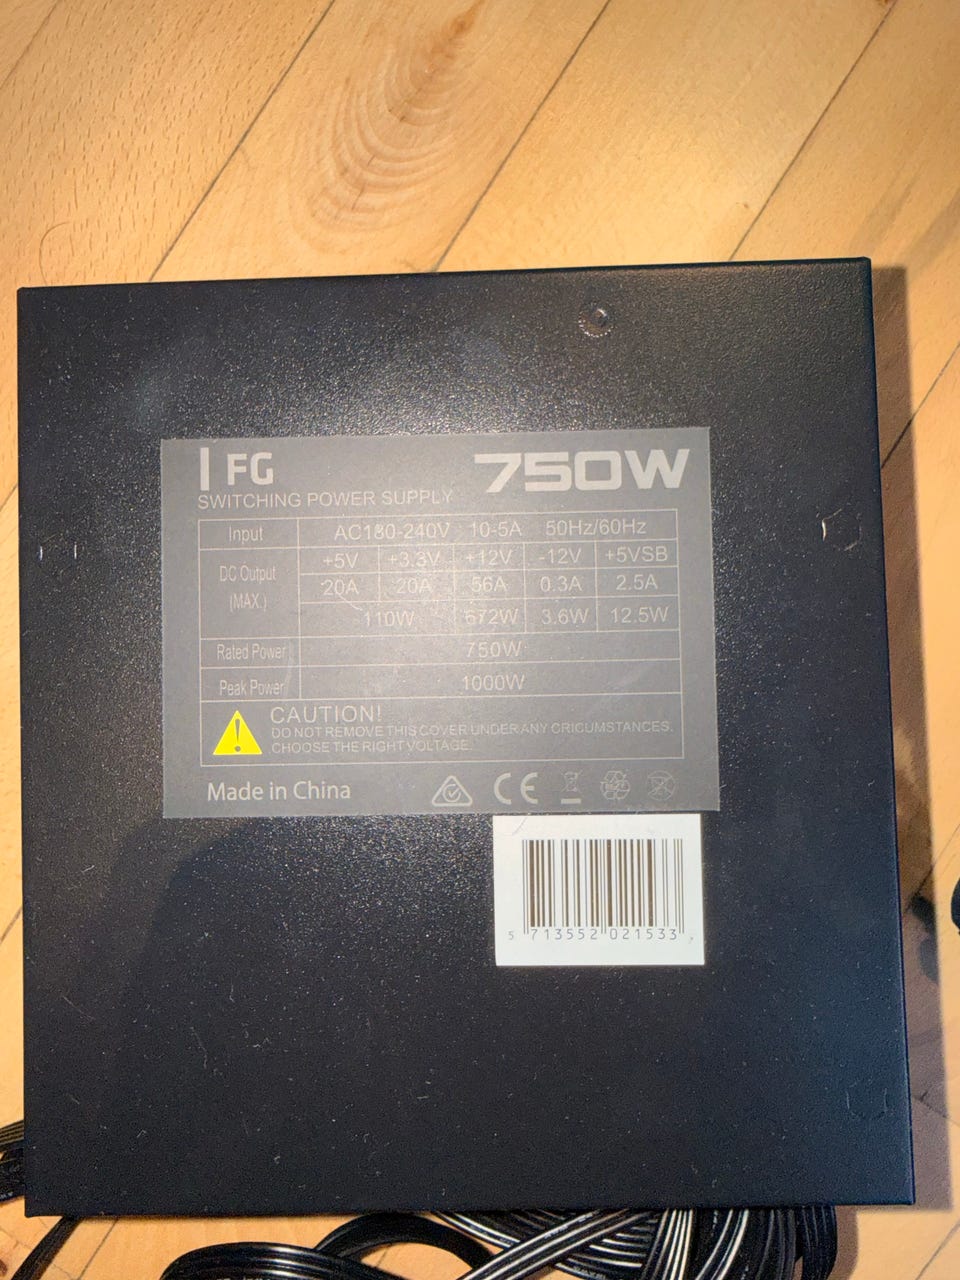 FG
750W
SWITCHING POWER SUPPLY
Input AC180-240V 10-5A 50Hz/60Hz
DC Output (MAX.) +5V +3.3V +12V -12V +5VSB
20A 20A 56A 0.3A 2.5A
110W 672W 3.6W 12.5W
Rated Power 750W
Peak Power 1000W
CAUTION!
DO NOT REMOVE THIS COVER UNDER ANY CRICUMSTANCES.
CHOOSE THE RIGHT VOLTAGE.
Made in China
CE
5 713552 021533